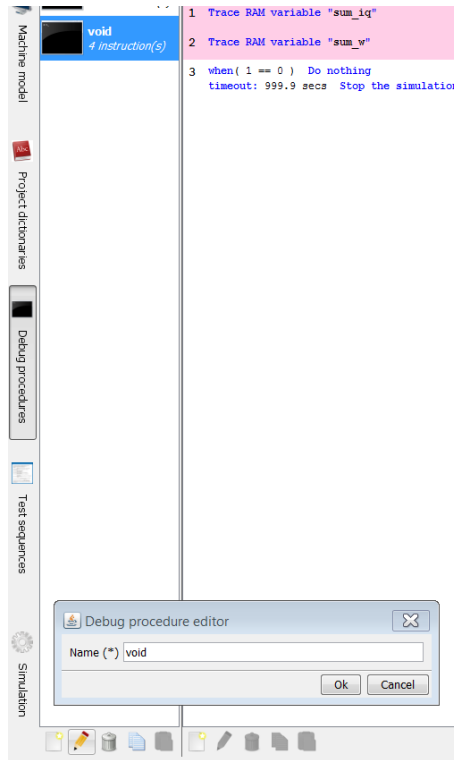 Machine model
Project dictionaries
Debug procedures
Test sequences
Simulation
Abc
void
4 instruction(s)
1 Trace RAM variable "sum_iq"
2 Trace RAM variable "sum_w"
3 when( 1 == 0 ) Do nothing
timeout: 999.9 secs Stop the simulation
Debug procedure editor
Name (*) void
Ok Cancel